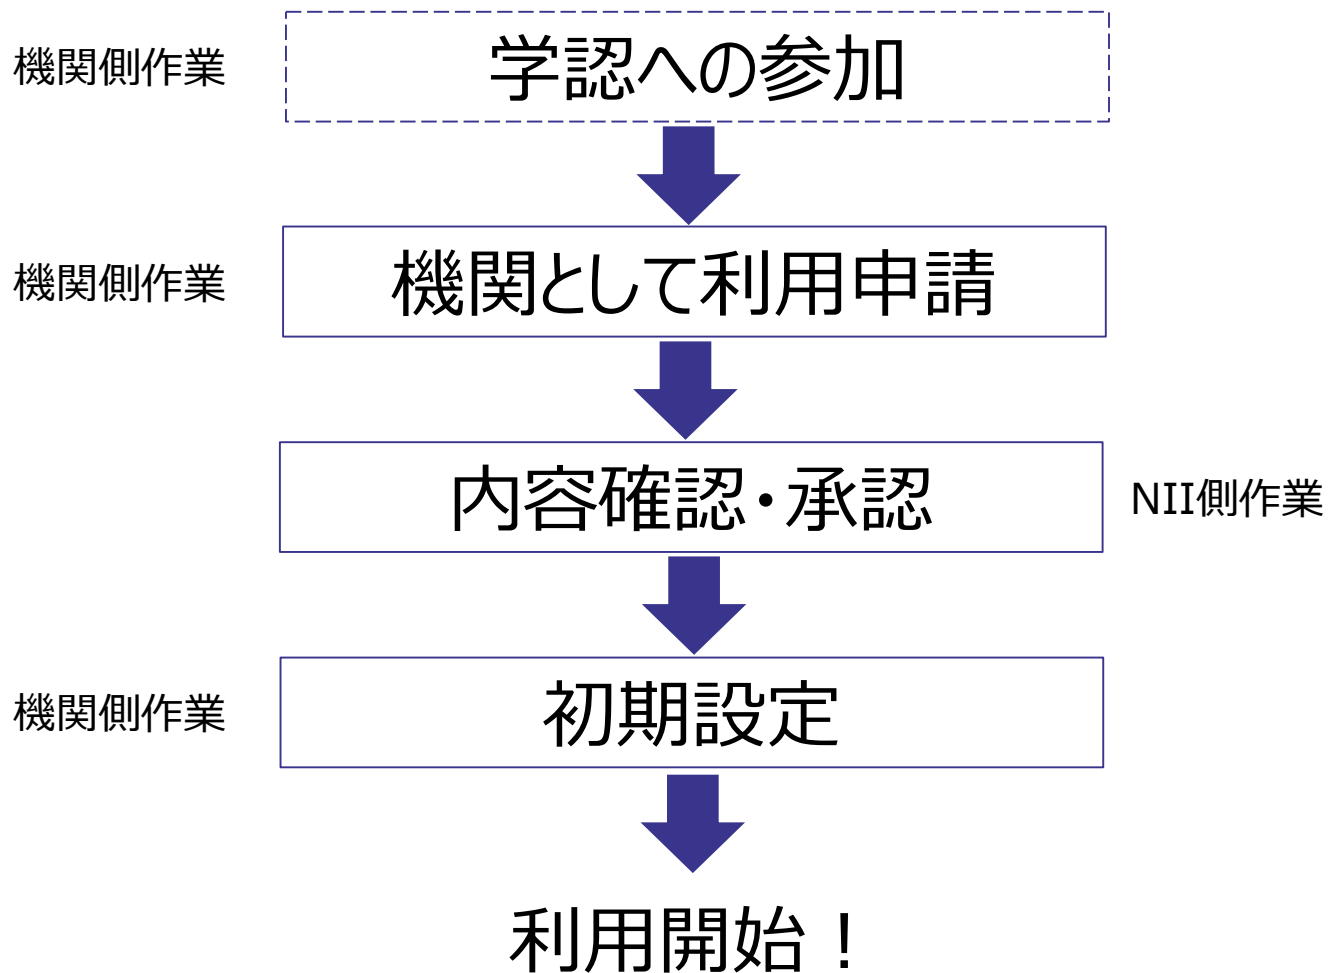 機関側作業
学認への参加
機関側作業
機関として利用申請
内容確認・承認
NII側作業
機関側作業
初期設定
利用開始！